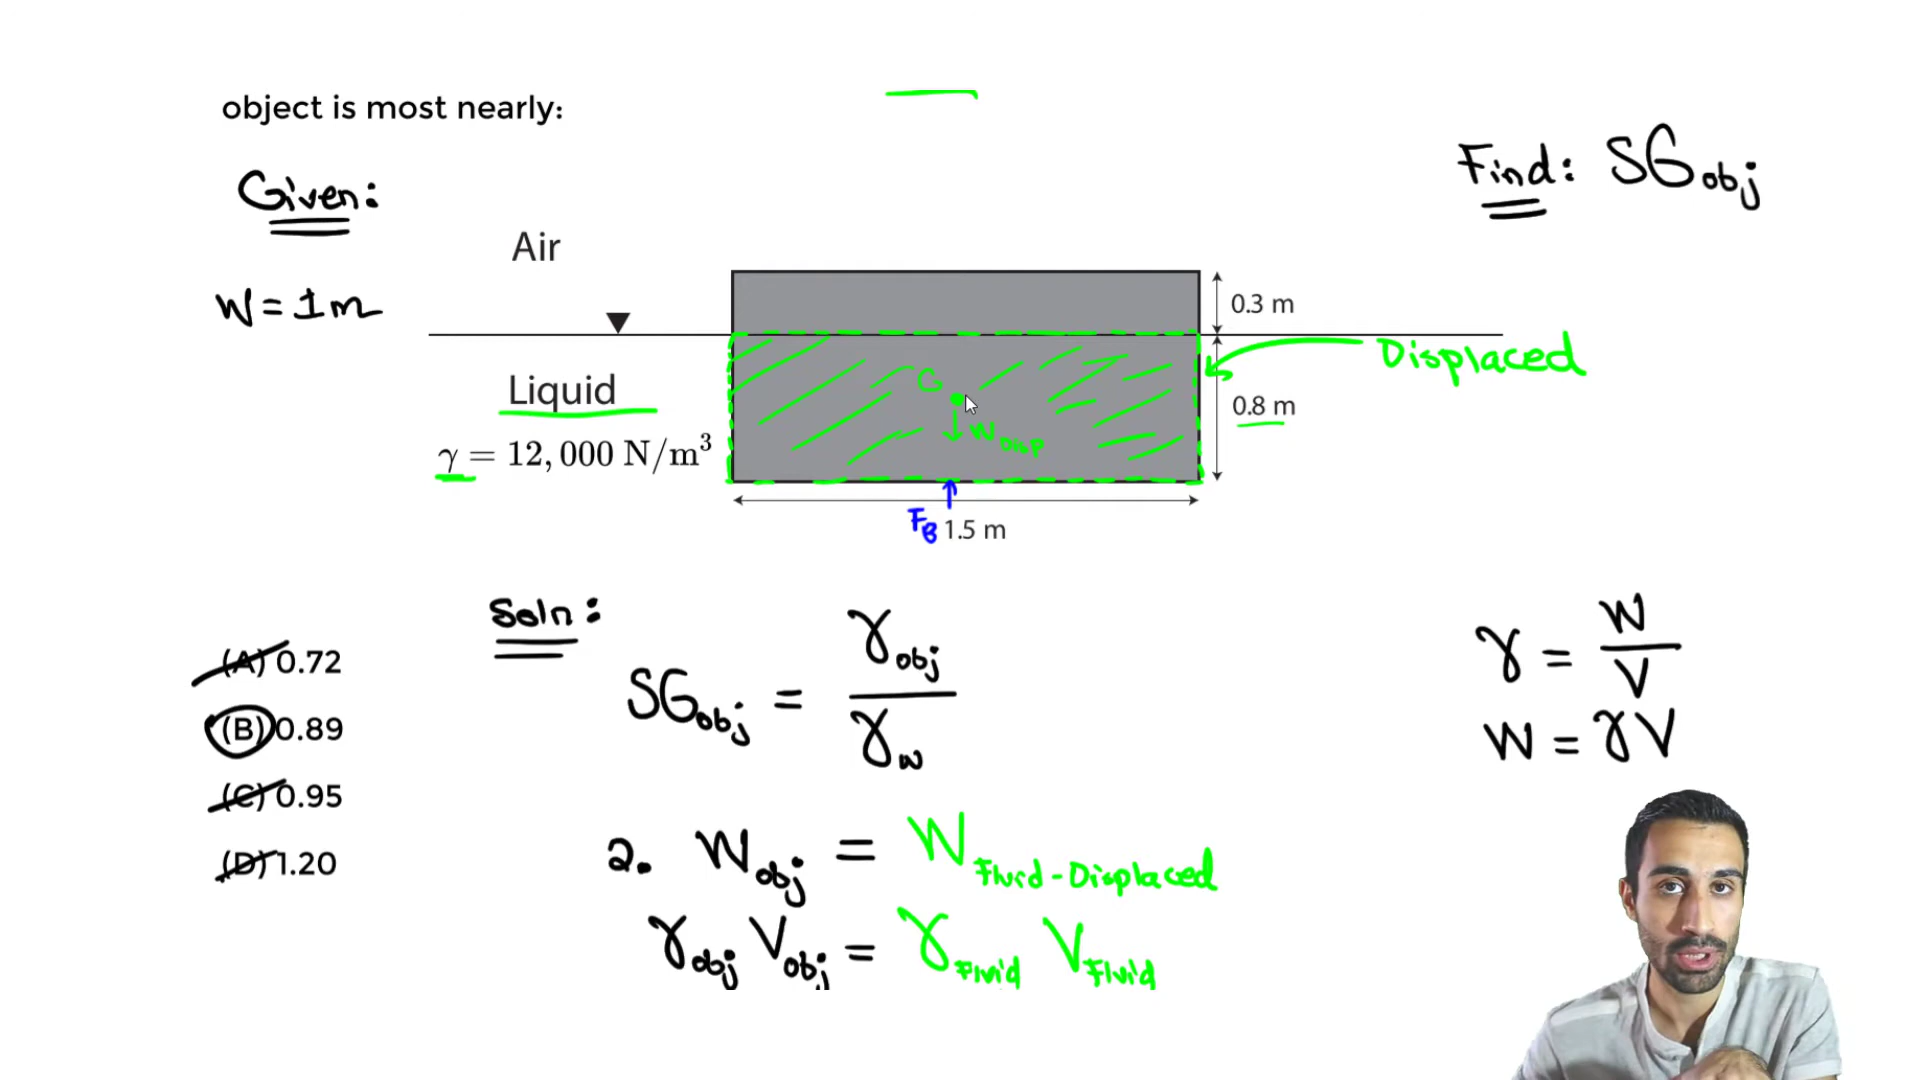 object is most nearly:
Find: SG obj
Given:
Air
W = 1m
0.3 m
Displaced
Liquid
G
0.8 m
W Disp
γ = 12,000 N/m³
F B
1.5 m
Soln:
(A) 0.72
(B) 0.89
(C) 0.95
(D) 1.20
SG obj = γ obj / γ w
γ = W / V
W = γ V
2. W obj = W Fluid-Displaced
γ obj V obj = γ Fluid V Fluid